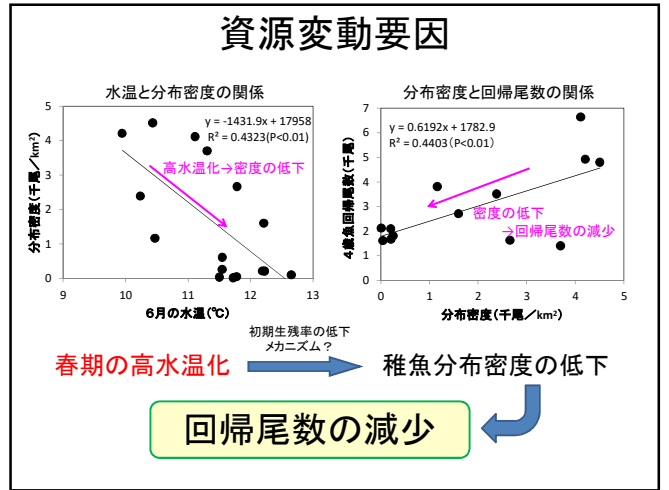 資源変動要因
水温と分布密度の関係
y = -1431.9x + 17958
R² = 0.4323(P<0.01)
高水温化→密度の低下
分布密度(千尾/km²)
5
4
3
2
1
0
9
10
11
12
13
6月の水温(℃)
分布密度と回帰尾数の関係
y = 0.6192x + 1782.9
R² = 0.4403(P<0.01)
密度の低下
→回帰尾数の減少
4歳魚回帰尾数(千尾)
7
6
5
4
3
2
1
0
0
1
2
3
4
5
分布密度(千尾/km²)
初期生残率の低下
メカニズム？
春期の高水温化
稚魚分布密度の低下
回帰尾数の減少